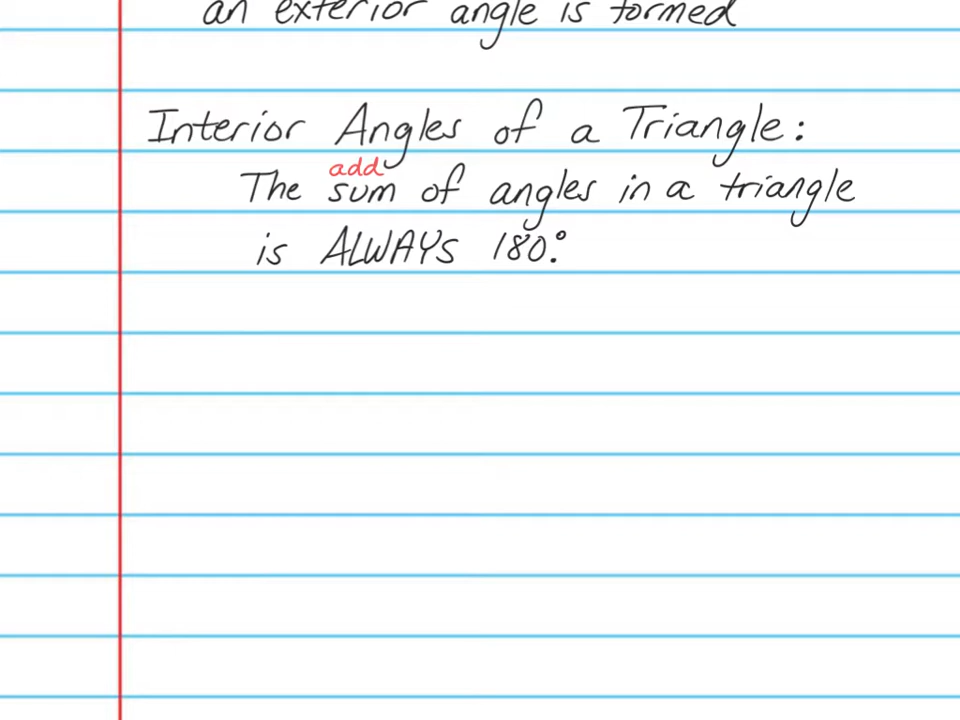 an exterior angle is formed
Interior Angles of a Triangle:
add
The sum of angles in a triangle
is ALWAYS 180°.